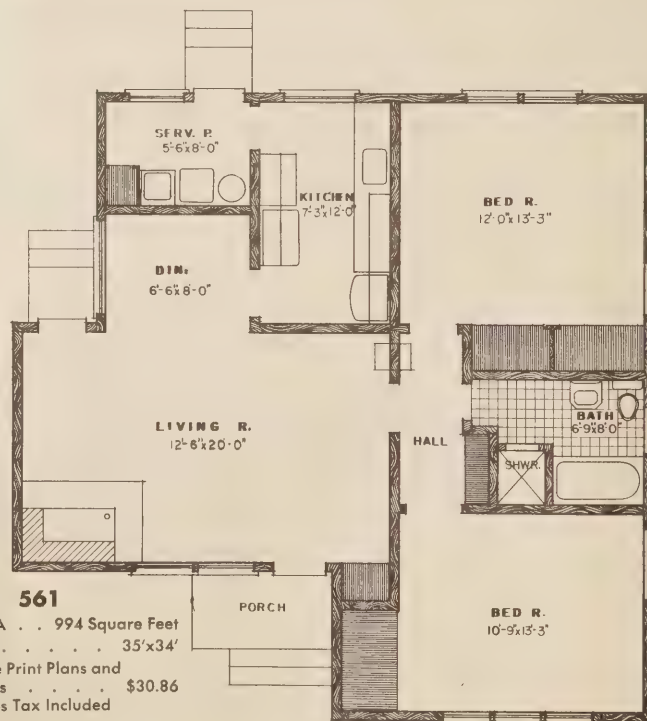 SERV. P.
5'-6"x8'-0"
KITCHEN
7'-3"x12'-0"
BED R.
12'-0"x13'-3"
DIN.
6'-6"x8'-0"
LIVING R.
12'-6"x20'-0"
HALL
BATH
6'-9"x8'-0"
SHWR.
PORCH
BED R.
10'-9"x13'-3"
561
A . . 994 Square Feet
. . . . . 35'x34'
e Print Plans and
s . . . . $30.86
s Tax Included